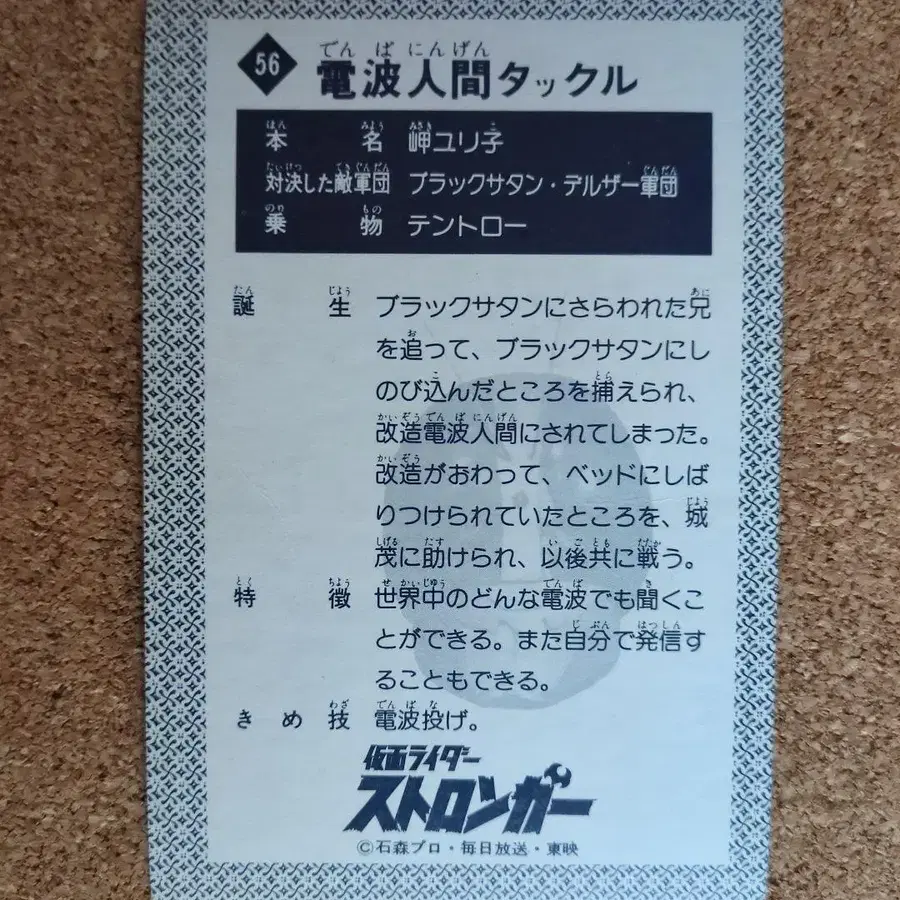 56 電波人間タックル
本名 岬ユリ子
対決した敵軍団 ブラックサタン・デルザー軍団
乗物 テントロー
誕生 ブラックサタンにさらわれた兄
を追って、ブラックサタンにし
のび込んだところを捕えられ、
改造電波人間にされてしまった。
改造がおわって、ベッドにしば
りつけられていたところを、城
茂に助けられ、以後共に戦う。
特徴 世界中のどんな電波でも聞くこ
とができる。また自分で発信す
ることもできる。
きめ技 電波投げ。
仮面ライダー
ストロンガー
©石森プロ・毎日放送・東映